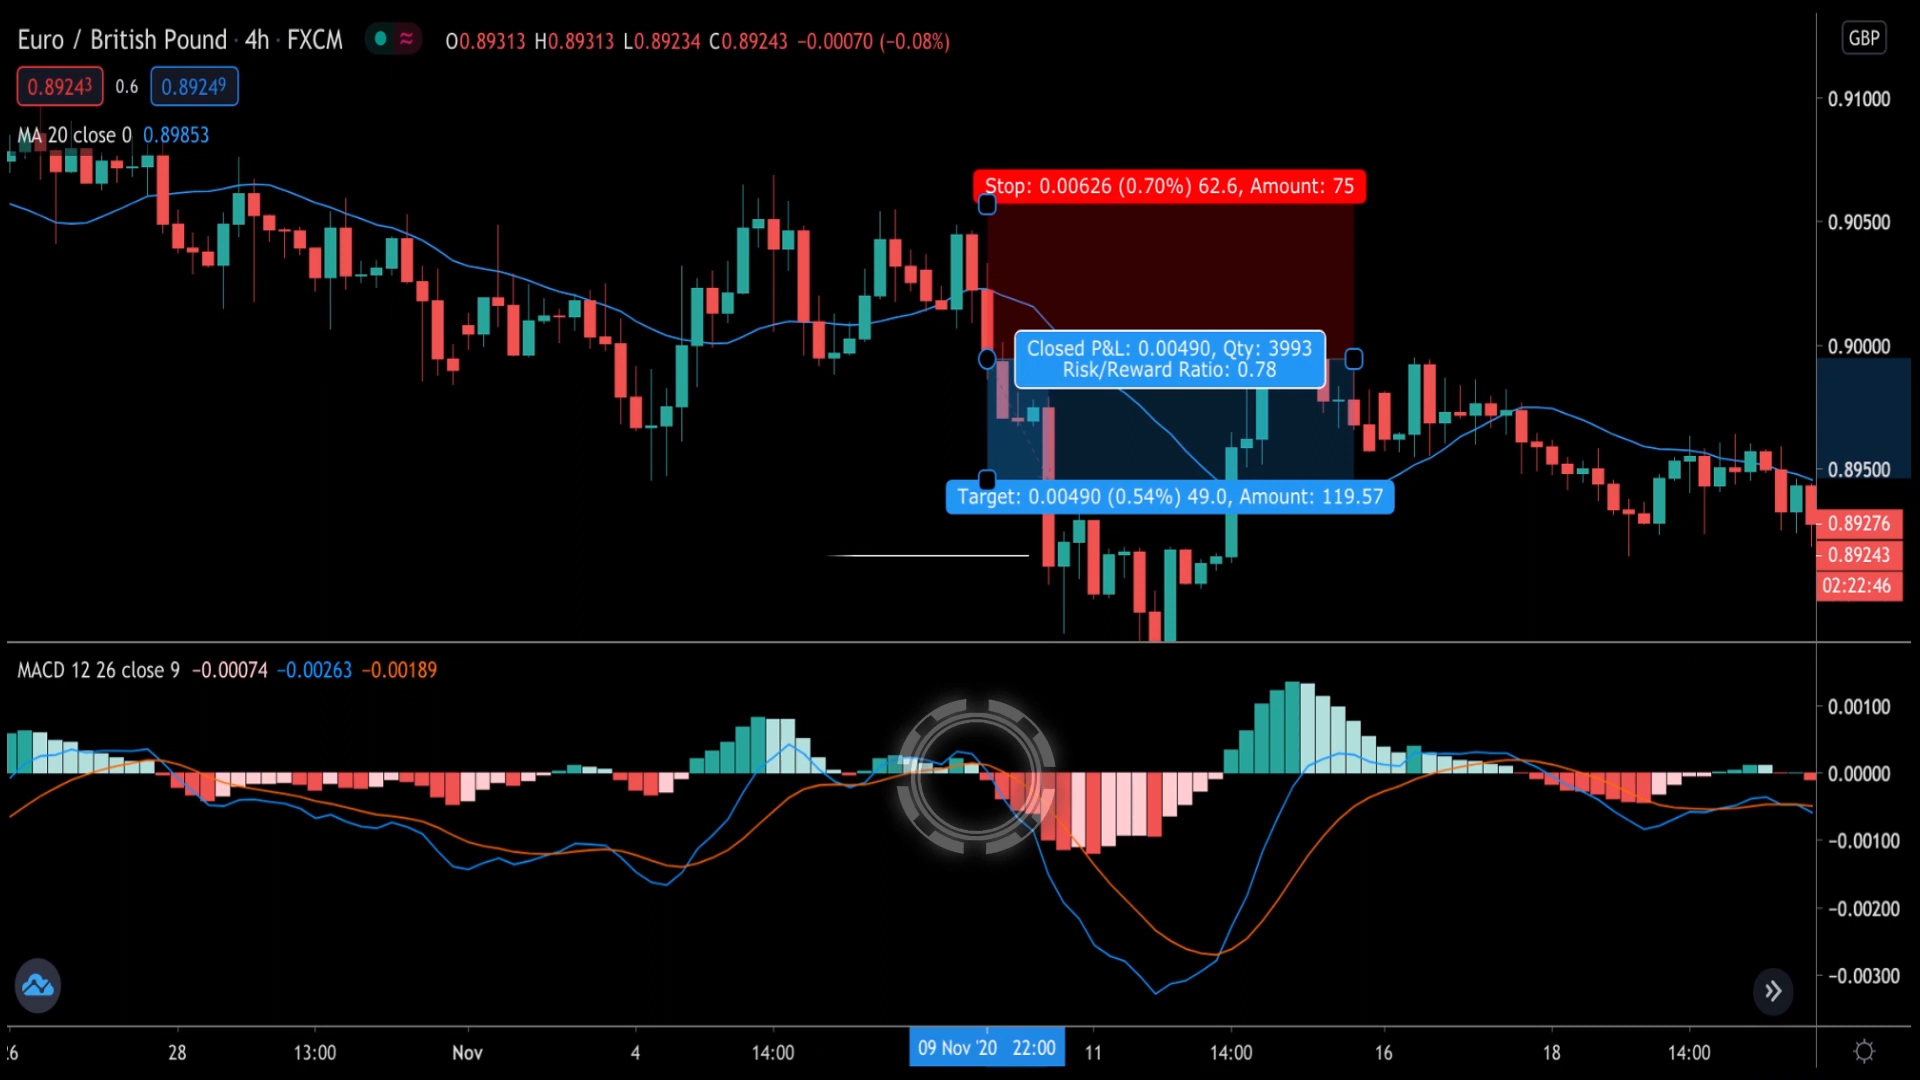 Euro / British Pound · 4h · FXCM O0.89313 H0.89313 L0.89234 C0.89243 −0.00070 (−0.08%)
GBP
0.89243 0.6 0.89249
MA 20 close 0 0.89853
0.91000
Stop: 0.00626 (0.70%) 62.6, Amount: 75
0.90500
Closed P&L: 0.00490, Qty: 3993
Risk/Reward Ratio: 0.78
0.90000
0.89500
Target: 0.00490 (0.54%) 49.0, Amount: 119.57
0.89276
0.89243
02:22:46
MACD 12 26 close 9 −0.00074 −0.00263 −0.00189
0.00100
0.00000
−0.00100
−0.00200
−0.00300
28 13:00 Nov 4 14:00 09 Nov '20 22:00 11 14:00 16 18 14:00